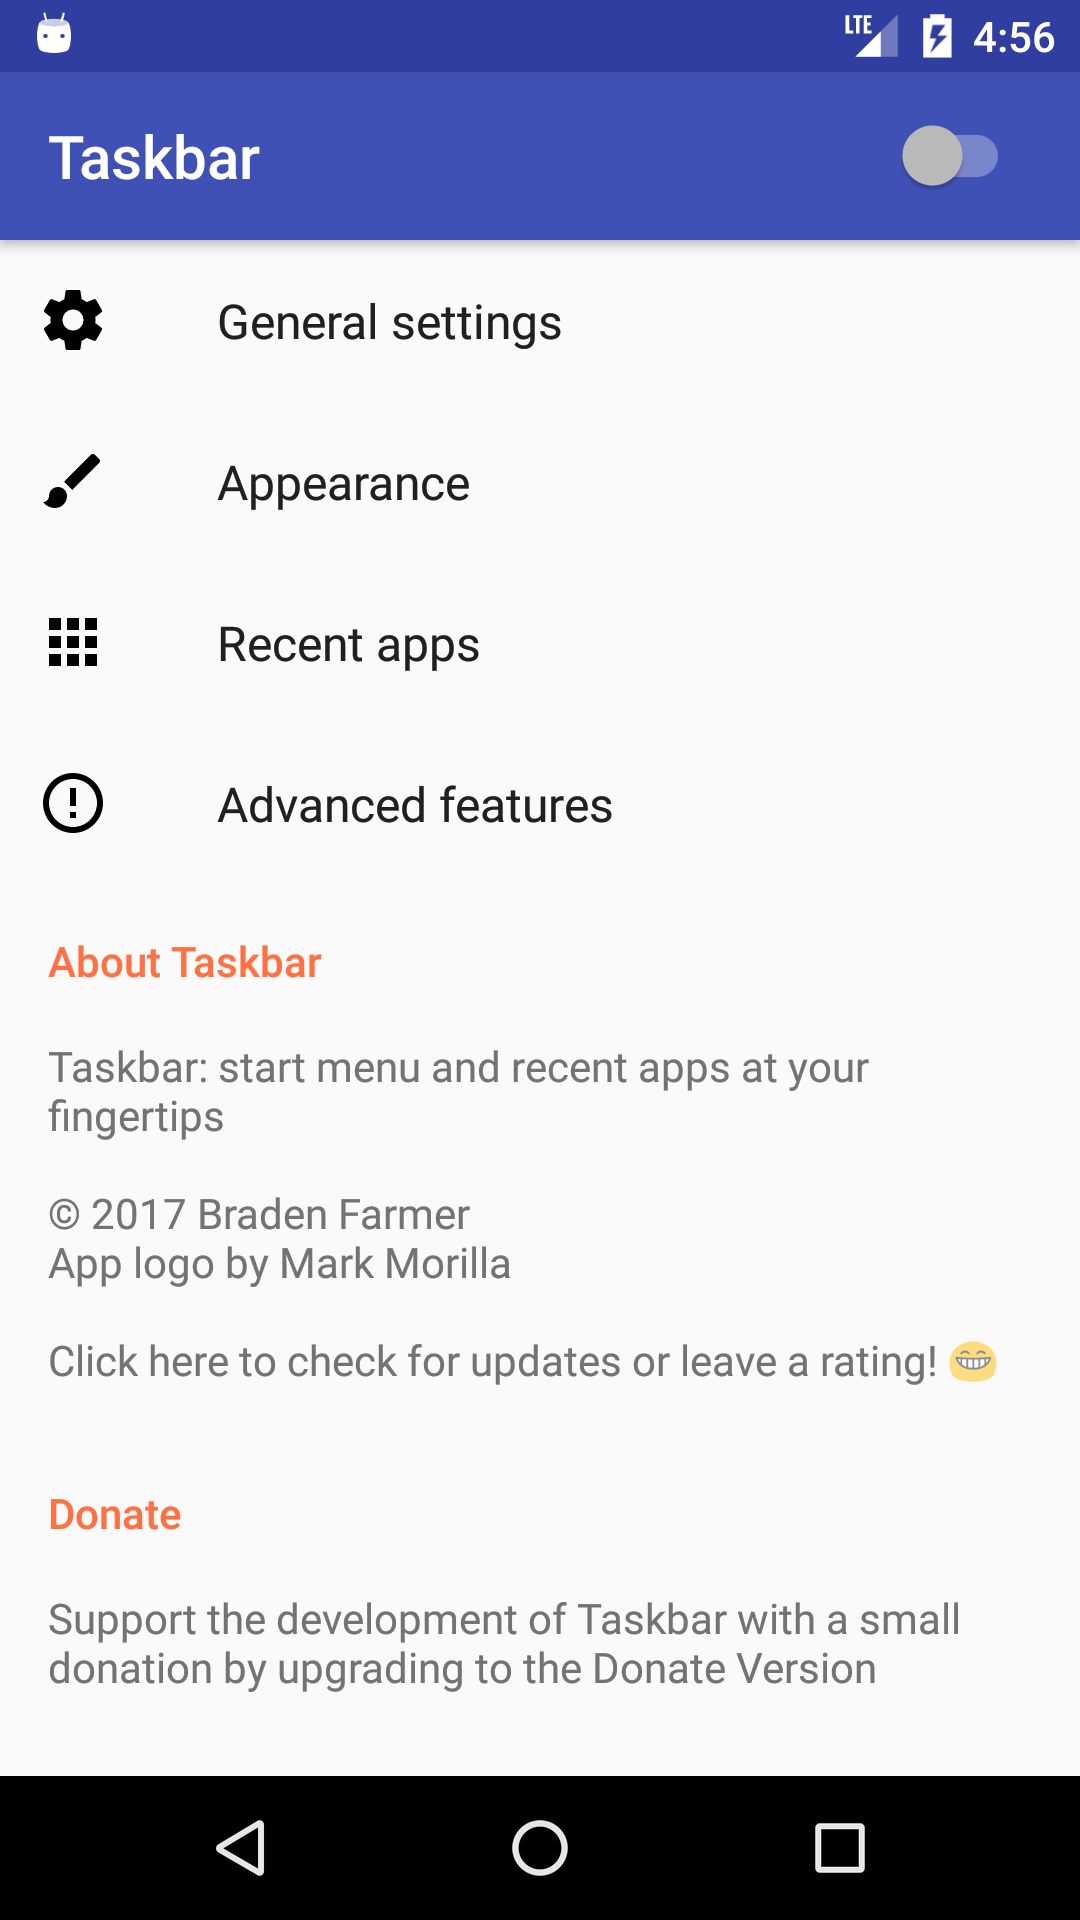 LTE 4:56
Taskbar
General settings
Appearance
Recent apps
Advanced features
About Taskbar
Taskbar: start menu and recent apps at your
fingertips
© 2017 Braden Farmer
App logo by Mark Morilla
Click here to check for updates or leave a rating! 😁
Donate
Support the development of Taskbar with a small
donation by upgrading to the Donate Version